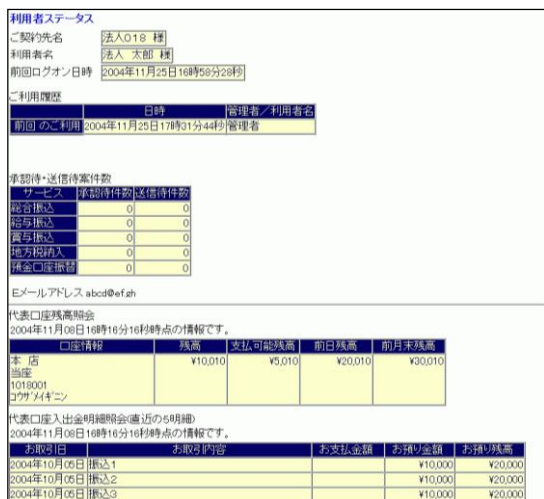 利用者ステータス
ご契約先名 法人018 様
利用者名 法人 太郎 様
前回ログオン日時 2004年11月25日16時58分28秒
ご利用履歴
日時 管理者/利用者名
前回 のご利用 2004年11月25日17時31分44秒 管理者
承認待・送信待案件数
サービス 承認待件数 送信待件数
総合振込 0 0
給与振込 0 0
賞与振込 0 0
地方税納入 0 0
預金口座振替 0 0
Eメールアドレス abcd@ef.gh
代表口座残高照会
2004年11月08日16時16分16秒時点の情報です。
口座情報 残高 支払可能残高 前日残高 前月末残高
本 店 ¥10,010 ¥5,010 ¥20,010 ¥30,010
当座
1018001
コウザメイギニン
代表口座入出金明細照会(直近の5明細)
2004年11月08日16時16分16秒時点の情報です。
お取引日 お取引内容 お支払金額 お預り金額 お預り残高
2004年10月05日 振込1 ¥10,000 ¥20,000
2004年10月05日 振込2 ¥10,000 ¥20,000
2004年10月05日 振込3 ¥10,000 ¥20,000